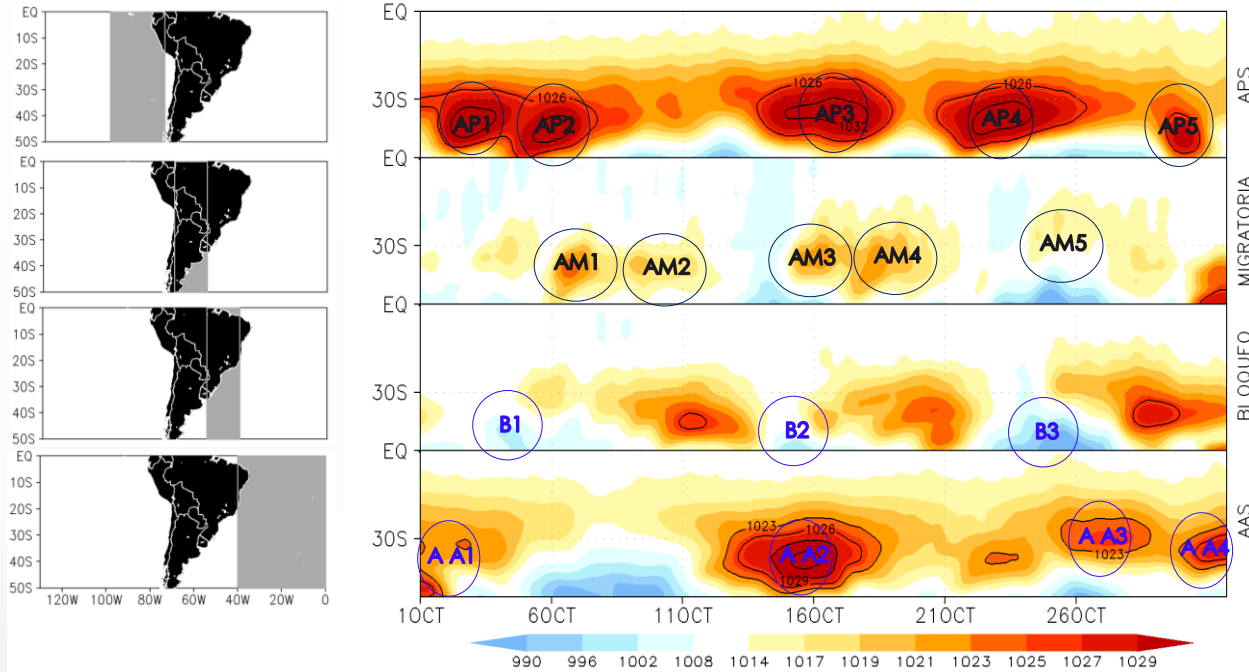 EQ
10S
20S
30S
40S
50S
EQ
10S
20S
30S
40S
50S
EQ
10S
20S
30S
40S
50S
EQ
10S
20S
30S
40S
50S
120W 100W 80W 60W 40W 20W 0
EQ
30S
1026
1026
1026
1032
AP1
AP2
AP3
AP4
AP5
APS
EQ
30S
AM1
AM2
AM3
AM4
AM5
MIGRATORIA
EQ
30S
B1
B2
B3
BLOQUEO
EQ
30S
1023
1026
1029
1023
A A1
A A2
A A3
A A4
AAS
1OCT 6OCT 11OCT 16OCT 21OCT 26OCT
990 996 1002 1008 1014 1017 1019 1021 1023 1025 1027 1029